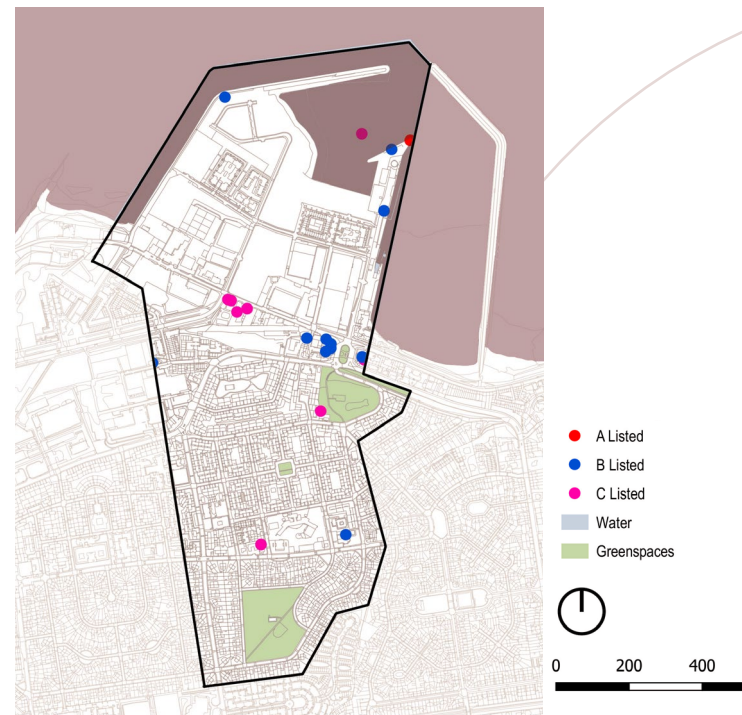 A Listed
B Listed
C Listed
Water
Greenspaces
0 200 400